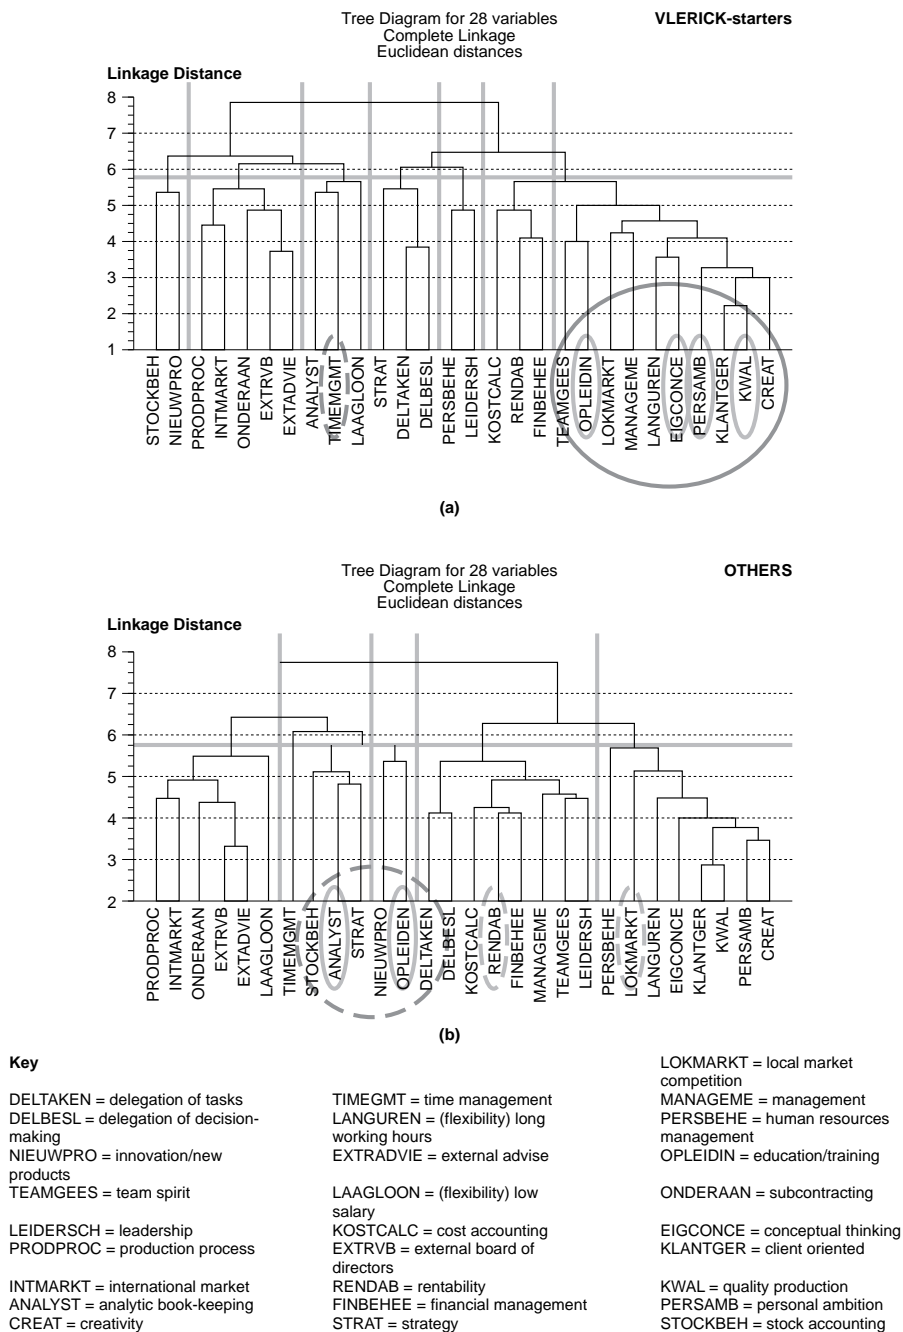 Tree Diagram for 28 variables
VLERICK-starters
Complete Linkage
Euclidean distances
Linkage Distance
8
7
6
5
4
3
2
1
STOCKBEH
NIEUWPRO
PRODPROC
INTMARKT
ONDERAAN
EXTRVB
EXTADVIE
ANALYST
TIMEMGMT
LAAGLOON
STRAT
DELTAKEN
DELBESL
PERSBEHE
LEIDERSH
KOSTCALC
RENDAB
FINBEHEE
TEAMGEES
OPLEIDIN
LOKMARKT
MANAGEME
LANGUREN
EIGCONCE
PERSAMB
KLANTGER
KWAL
CREAT
(a)
Tree Diagram for 28 variables
OTHERS
Complete Linkage
Euclidean distances
Linkage Distance
8
7
6
5
4
3
2
PRODPROC
INTMARKT
ONDERAAN
EXTRVB
EXTADVIE
LAAGLOON
TIMEMGMT
STOCKBEH
ANALYST
STRAT
NIEUWPRO
OPLEIDEN
DELTAKEN
DELBESL
KOSTCALC
RENDAB
FINBEHEE
MANAGEME
TEAMGEES
LEIDERSH
PERSBEHE
LOKMARKT
LANGUREN
EIGCONCE
KLANTGER
KWAL
PERSAMB
CREAT
(b)
Key
DELTAKEN = delegation of tasks
DELBESL = delegation of decision-
making
NIEUWPRO = innovation/new
products
TEAMGEES = team spirit
LEIDERSCH = leadership
PRODPROC = production process
INTMARKT = international market
ANALYST = analytic book-keeping
CREAT = creativity
TIMEGMT = time management
LANGUREN = (flexibility) long
working hours
EXTRADVIE = external advise
LAAGLOON = (flexibility) low
salary
KOSTCALC = cost accounting
EXTRVB = external board of
directors
RENDAB = rentability
FINBEHEE = financial management
STRAT = strategy
LOKMARKT = local market
competition
MANAGEME = management
PERSBEHE = human resources
management
OPLEIDIN = education/training
ONDERAAN = subcontracting
EIGCONCE = conceptual thinking
KLANTGER = client oriented
KWAL = quality production
PERSAMB = personal ambition
STOCKBEH = stock accounting